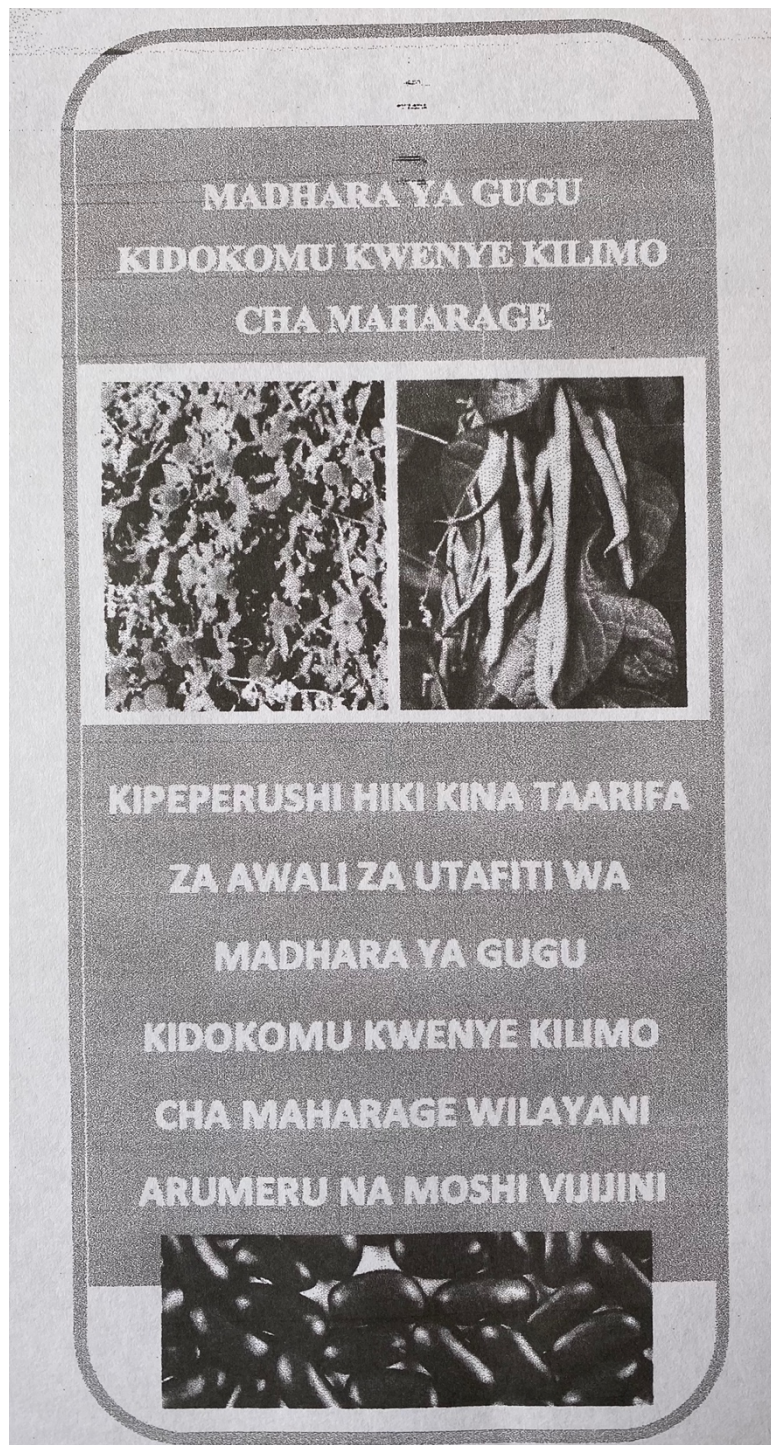 MADHARA YA GUGU
KIDOKOMU KWENYE KILIMO
CHA MAHARAGE
KIPEPERUSHI HIKI KINA TAARIFA
ZA AWALI ZA UTAFITI WA
MADHARA YA GUGU
KIDOKOMU KWENYE KILIMO
CHA MAHARAGE WILAYANI
ARUMERU NA MOSHI VIJIJINI